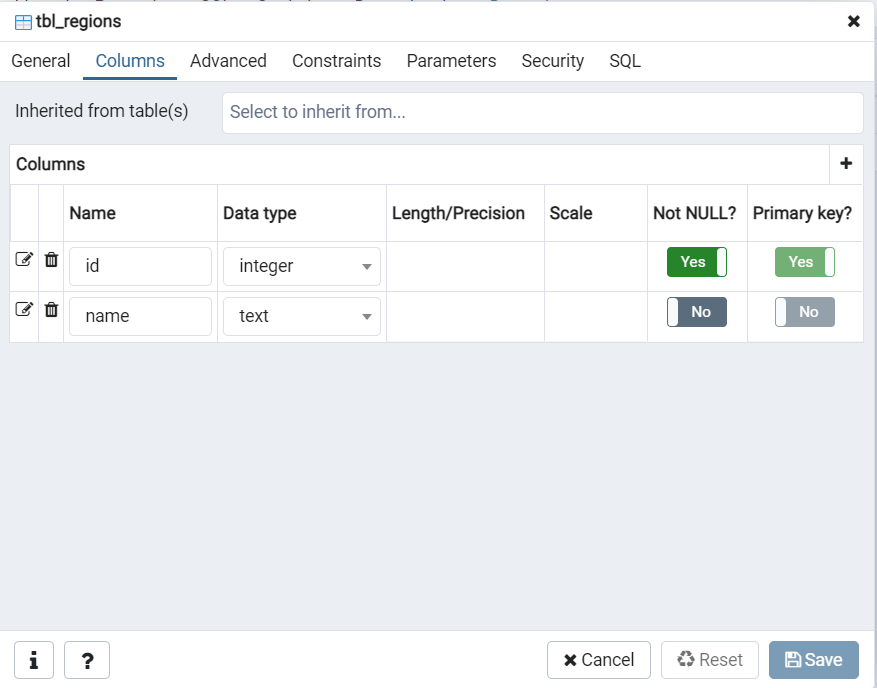 tbl_regions
General Columns Advanced Constraints Parameters Security SQL
Inherited from table(s) Select to inherit from...
Columns
Name Data type Length/Precision Scale Not NULL? Primary key?
id integer Yes Yes
name text No No
i ? Cancel Reset Save